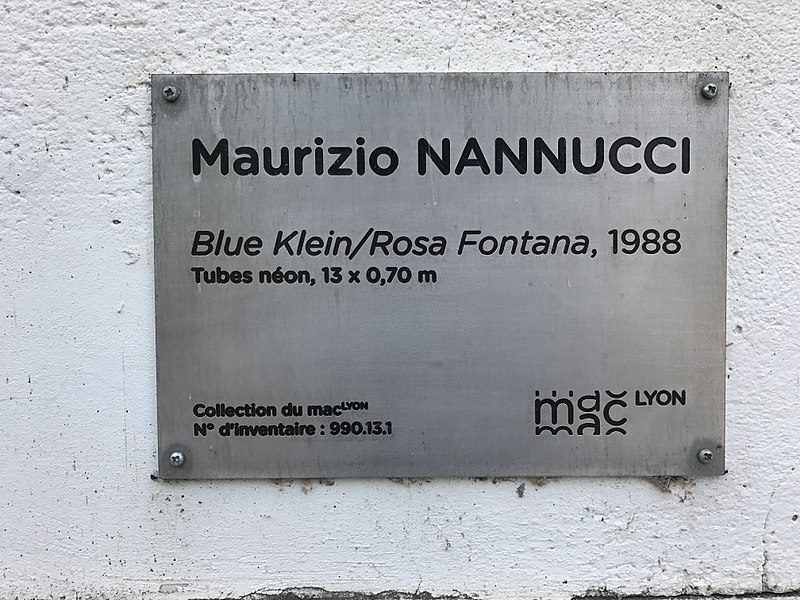 Maurizio NANNUCCI
Blue Klein/Rosa Fontana, 1988
Tubes néon, 13 x 0,70 m
Collection du macLYON
N° d'inventaire : 990.13.1
mac LYON